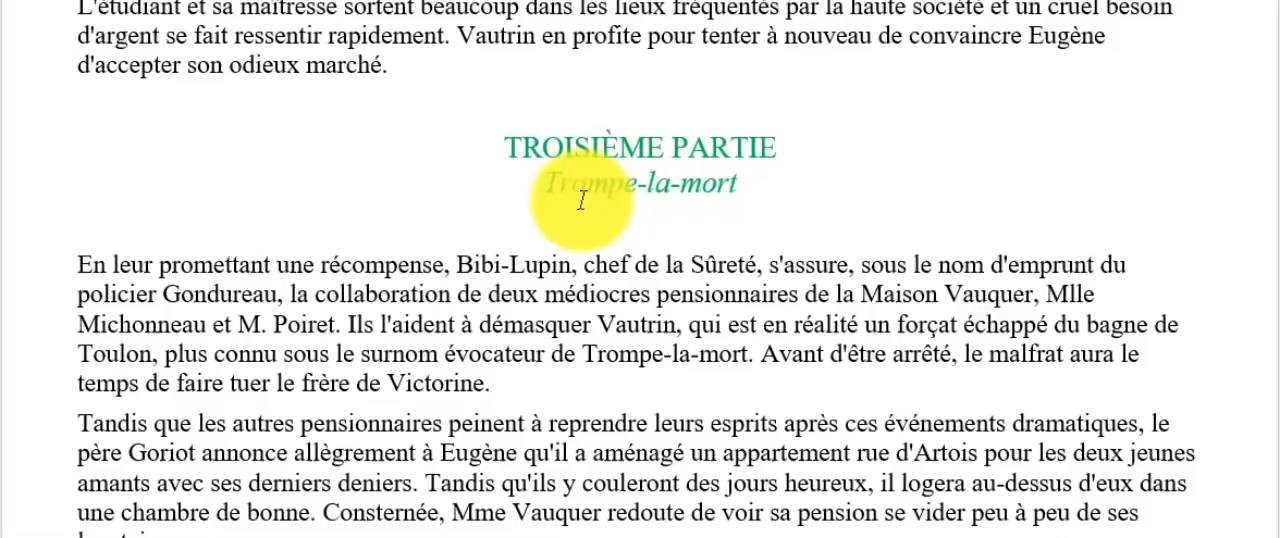 L'étudiant et sa maîtresse sortent beaucoup dans les lieux fréquentés par la haute société et un cruel besoin
d'argent se fait ressentir rapidement. Vautrin en profite pour tenter à nouveau de convaincre Eugène
d'accepter son odieux marché.
TROISIÈME PARTIE
Trompe-la-mort
En leur promettant une récompense, Bibi-Lupin, chef de la Sûreté, s'assure, sous le nom d'emprunt du
policier Gondureau, la collaboration de deux médiocres pensionnaires de la Maison Vauquer, Mlle
Michonneau et M. Poiret. Ils l'aident à démasquer Vautrin, qui est en réalité un forçat échappé du bagne de
Toulon, plus connu sous le surnom évocateur de Trompe-la-mort. Avant d'être arrêté, le malfrat aura le
temps de faire tuer le frère de Victorine.
Tandis que les autres pensionnaires peinent à reprendre leurs esprits après ces événements dramatiques, le
père Goriot annonce allègrement à Eugène qu'il a aménagé un appartement rue d'Artois pour les deux jeunes
amants avec ses derniers deniers. Tandis qu'ils y couleront des jours heureux, il logera au-dessus d'eux dans
une chambre de bonne. Consternée, Mme Vauquer redoute de voir sa pension se vider peu à peu de ses